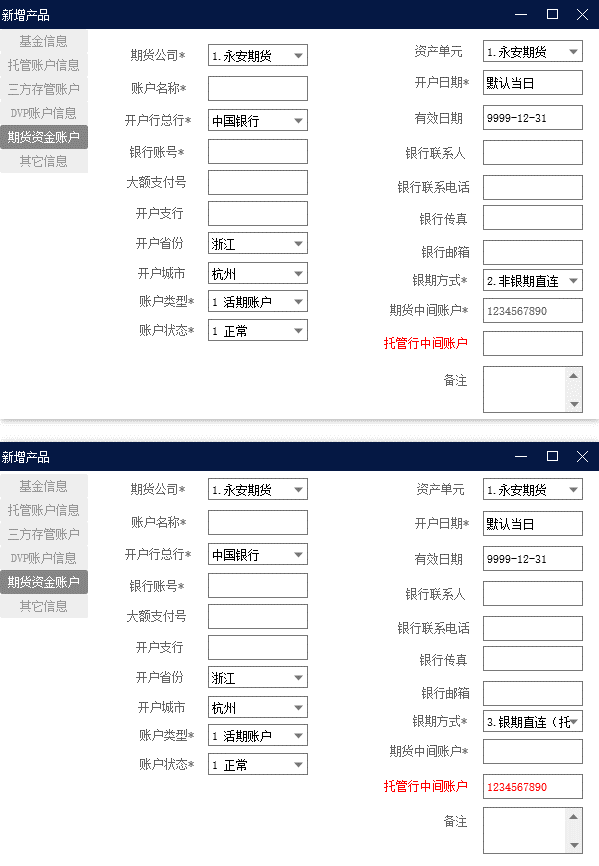 新增产品
基金信息
托管账户信息
三方存管账户
DVP账户信息
期货资金账户
其它信息
期货公司* 1.永安期货
账户名称*
开户行总行* 中国银行
银行账号*
大额支付号
开户支行
开户省份 浙江
开户城市 杭州
账户类型* 1 活期账户
账户状态* 1 正常
资产单元 1.永安期货
开户日期* 默认当日
有效日期 9999-12-31
银行联系人
银行联系电话
银行传真
银行邮箱
银期方式* 2.非银期直连
期货中间账户* 1234567890
托管行中间账户
备注
新增产品
基金信息
托管账户信息
三方存管账户
DVP账户信息
期货资金账户
其它信息
期货公司* 1.永安期货
账户名称*
开户行总行* 中国银行
银行账号*
大额支付号
开户支行
开户省份 浙江
开户城市 杭州
账户类型* 1 活期账户
账户状态* 1 正常
资产单元 1.永安期货
开户日期* 默认当日
有效日期 9999-12-31
银行联系人
银行联系电话
银行传真
银行邮箱
银期方式* 3.银期直连（托
期货中间账户*
托管行中间账户 1234567890
备注